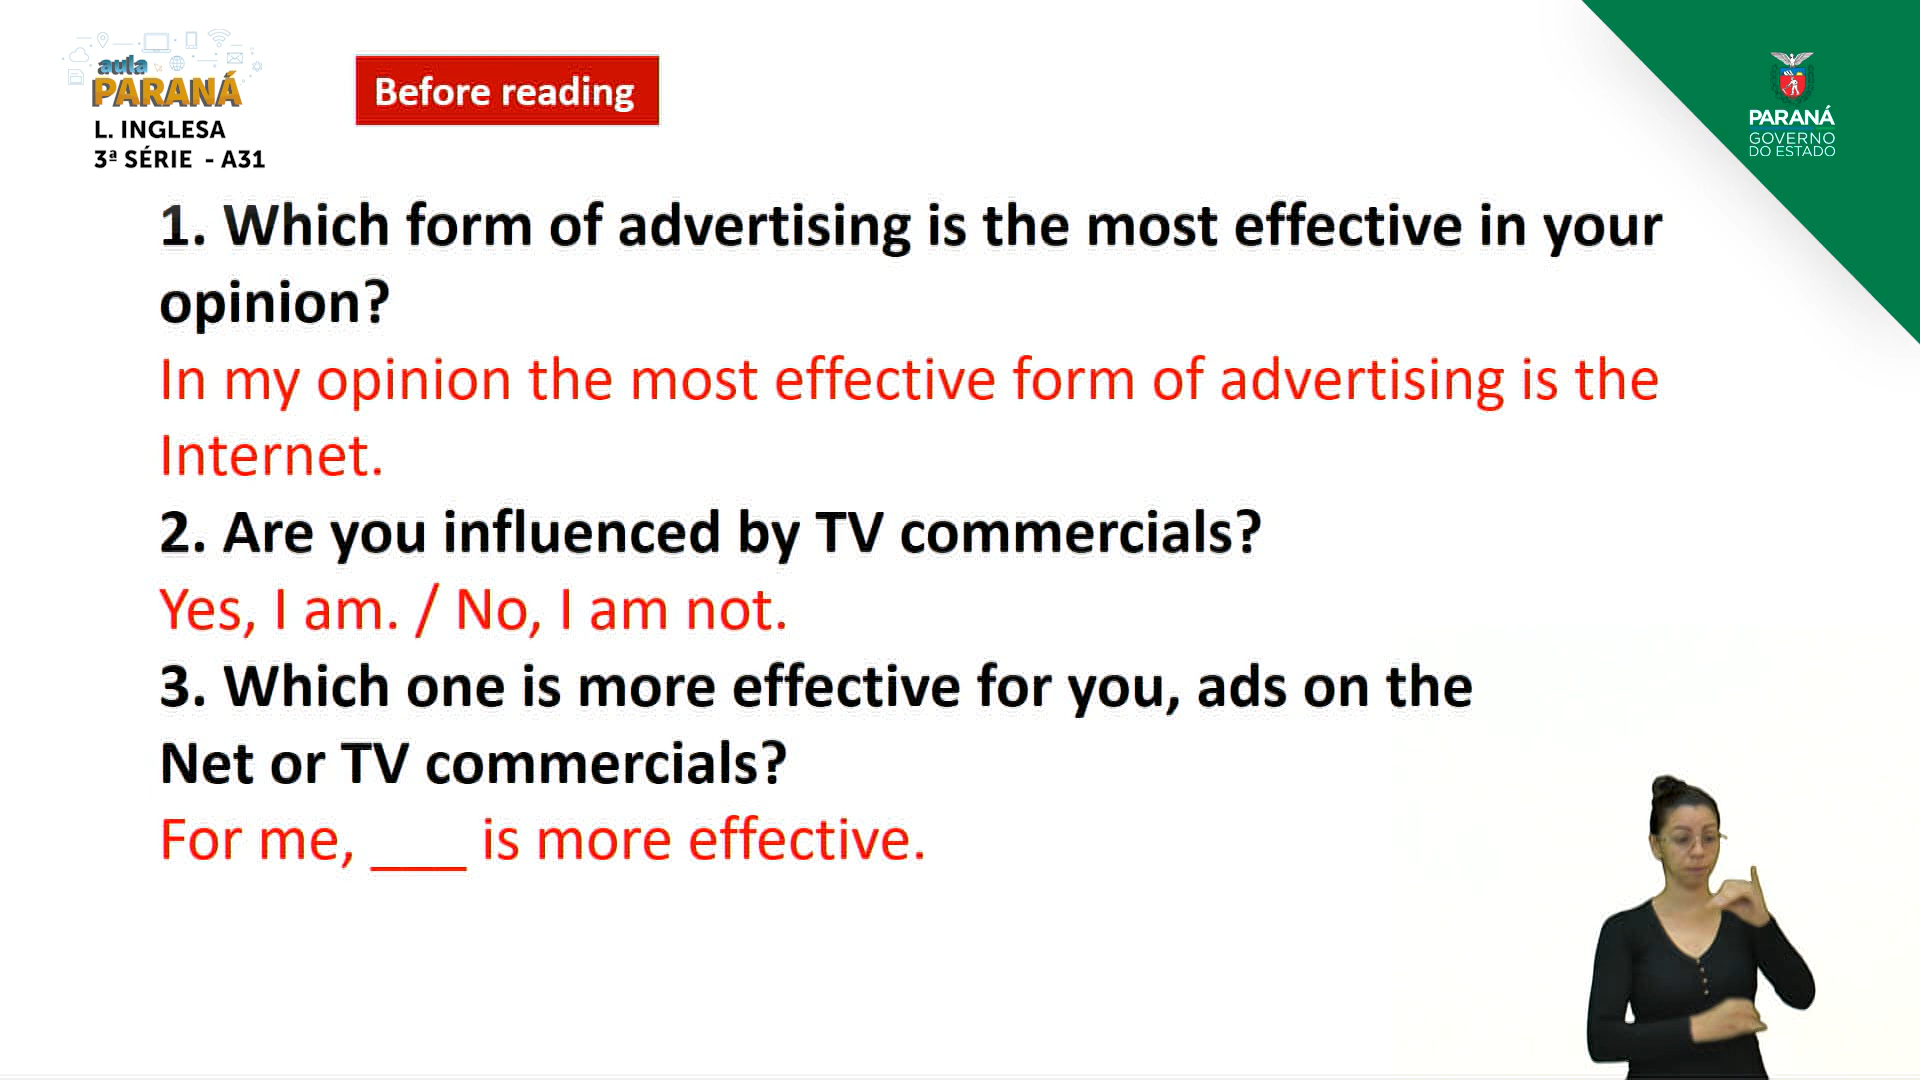 aula
PARANÁ
L. INGLESA
3ª SÉRIE - A31
Before reading
PARANÁ
GOVERNO
DO ESTADO
1. Which form of advertising is the most effective in your
opinion?
In my opinion the most effective form of advertising is the
Internet.
2. Are you influenced by TV commercials?
Yes, I am. / No, I am not.
3. Which one is more effective for you, ads on the
Net or TV commercials?
For me, ___ is more effective.